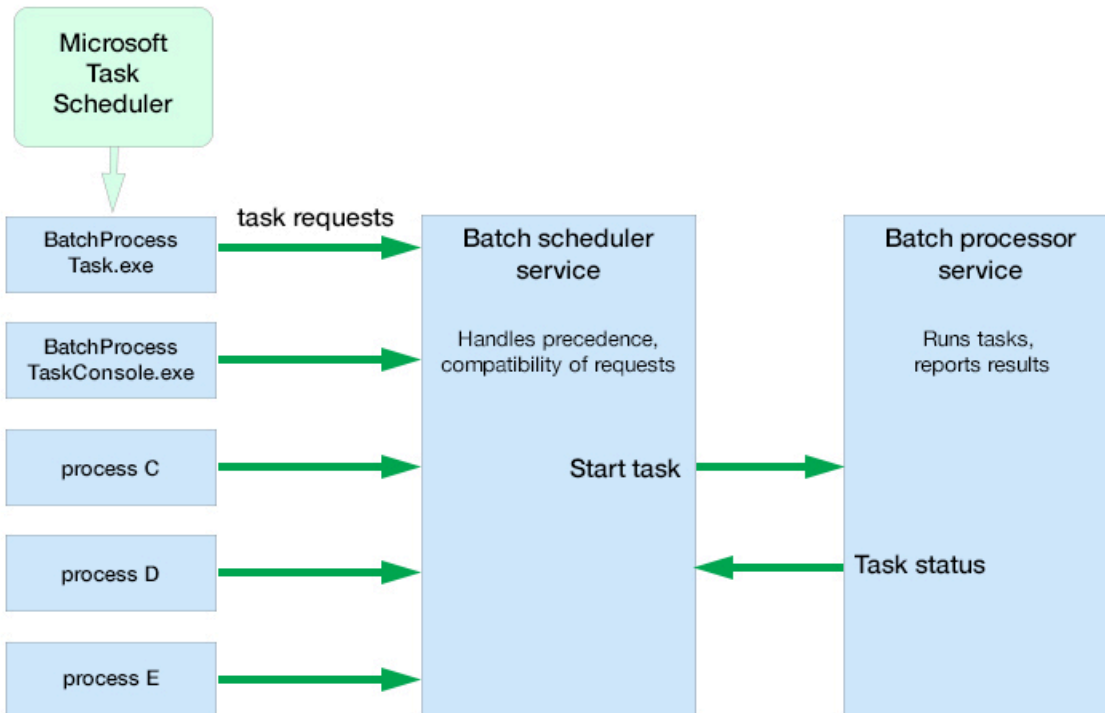 Microsoft
Task
Scheduler
task requests
BatchProcess
Task.exe
BatchProcess
TaskConsole.exe
process C
process D
process E
Batch scheduler
service
Handles precedence,
compatibility of requests
Start task
Batch processor
service
Runs tasks,
reports results
Task status